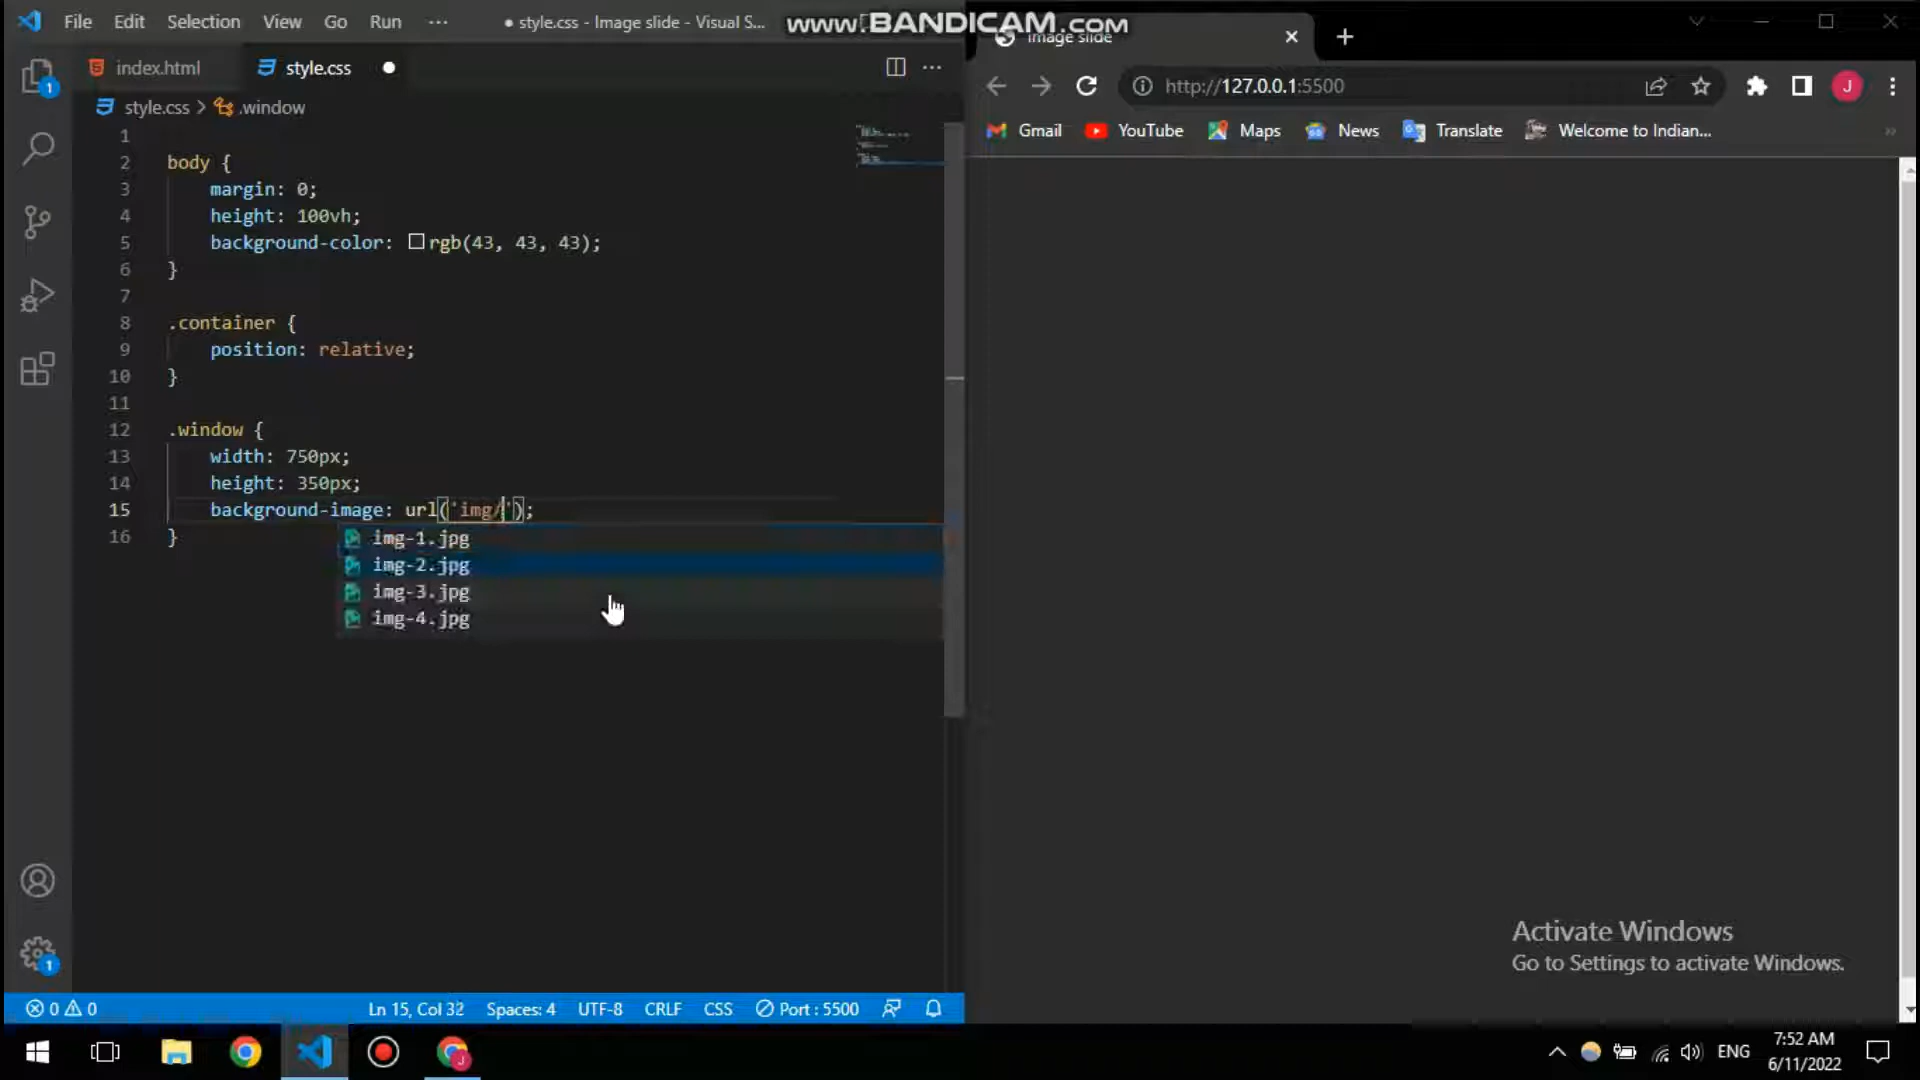 File Edit Selection View Go Run ··· ● style.css - Image slide - Visual S...
www.BANDICAM.com
Image slide
index.html style.css
style.css > .window
http://127.0.0.1:5500
J
Gmail YouTube Maps News Translate Welcome to Indian...
1
2 body {
3 margin: 0;
4 height: 100vh;
5 background-color: rgb(43, 43, 43);
6 }
7
8 .container {
9 position: relative;
10 }
11
12 .window {
13 width: 750px;
14 height: 350px;
15 background-image: url('img/');
16 }
img-1.jpg
img-2.jpg
img-3.jpg
img-4.jpg
1
1
Activate Windows
Go to Settings to activate Windows.
0 0 Ln 15, Col 32 Spaces: 4 UTF-8 CRLF CSS Port : 5500
J
ENG
7:52 AM
6/11/2022